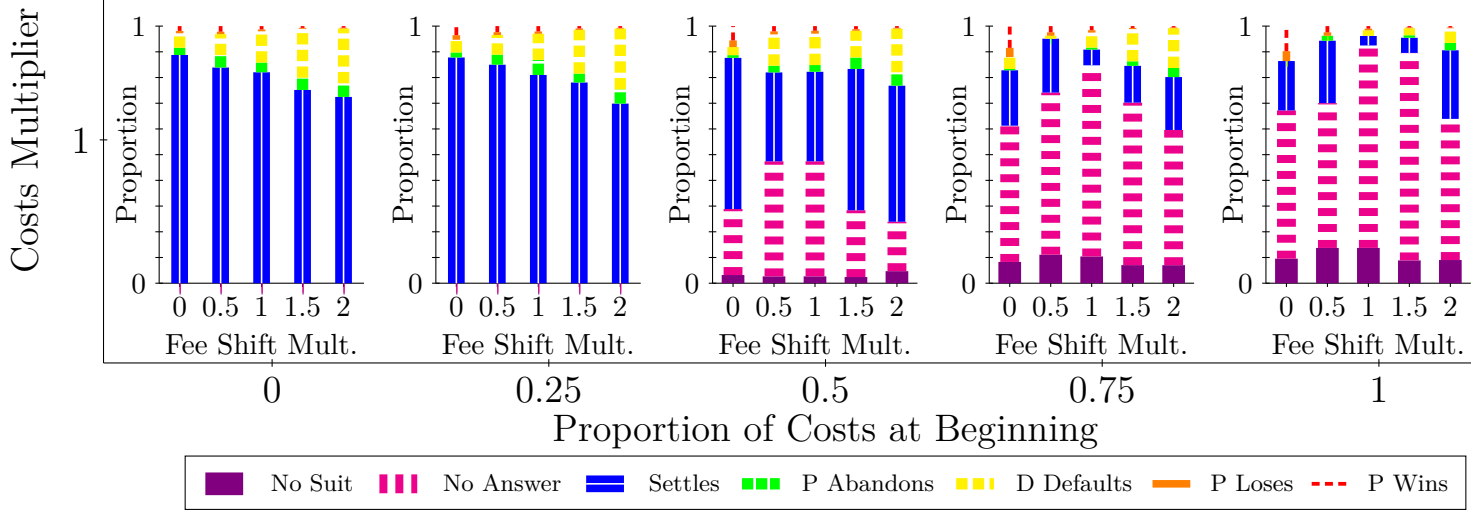 Costs Multiplier
1
Proportion
1
0
0 0.5 1 1.5 2
Fee Shift Mult.
Proportion
1
0
0 0.5 1 1.5 2
Fee Shift Mult.
Proportion
1
0
0 0.5 1 1.5 2
Fee Shift Mult.
Proportion
1
0
0 0.5 1 1.5 2
Fee Shift Mult.
Proportion
1
0
0 0.5 1 1.5 2
Fee Shift Mult.
0 0.25 0.5 0.75 1
Proportion of Costs at Beginning
No Suit No Answer Settles P Abandons D Defaults P Loses P Wins